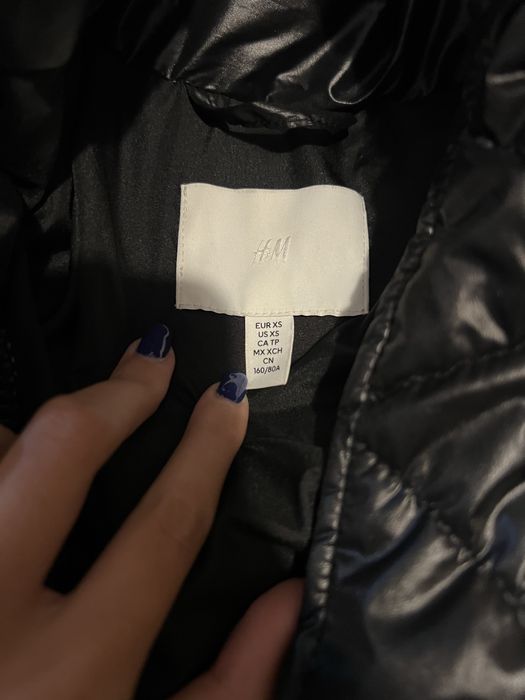 H&M
EUR XS
US XS
CA TP
MX XCH
CN
160/80A